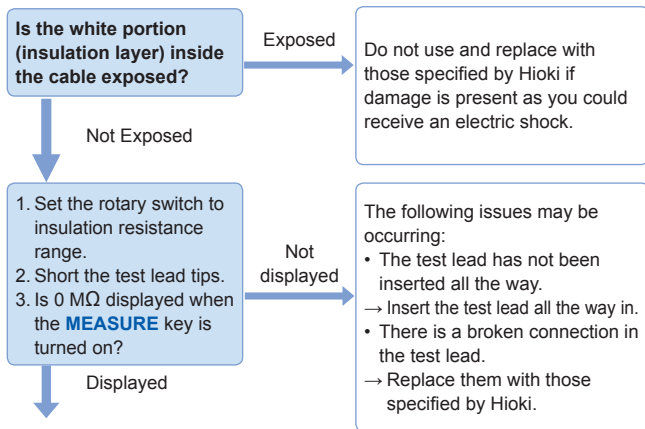 Is the white portion
(insulation layer) inside
the cable exposed?
Exposed
Do not use and replace with
those specified by Hioki if
damage is present as you could
receive an electric shock.
Not Exposed
1. Set the rotary switch to
insulation resistance
range.
2. Short the test lead tips.
3. Is 0 MΩ displayed when
the MEASURE key is
turned on?
Not
displayed
The following issues may be
occurring:
• The test lead has not been
inserted all the way.
→ Insert the test lead all the way in.
• There is a broken connection in
the test lead.
→ Replace them with those
specified by Hioki.
Displayed